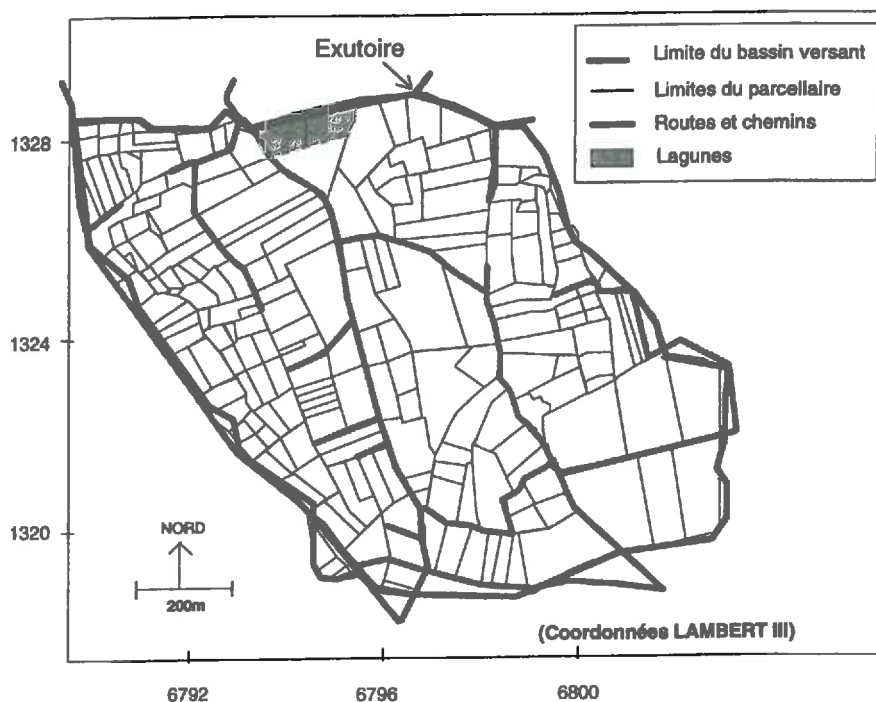 Exutoire
Limite du bassin versant
Limites du parcellaire
Routes et chemins
Lagunes
1328
1324
1320
NORD
200m
(Coordonnées LAMBERT III)
6792
6796
6800